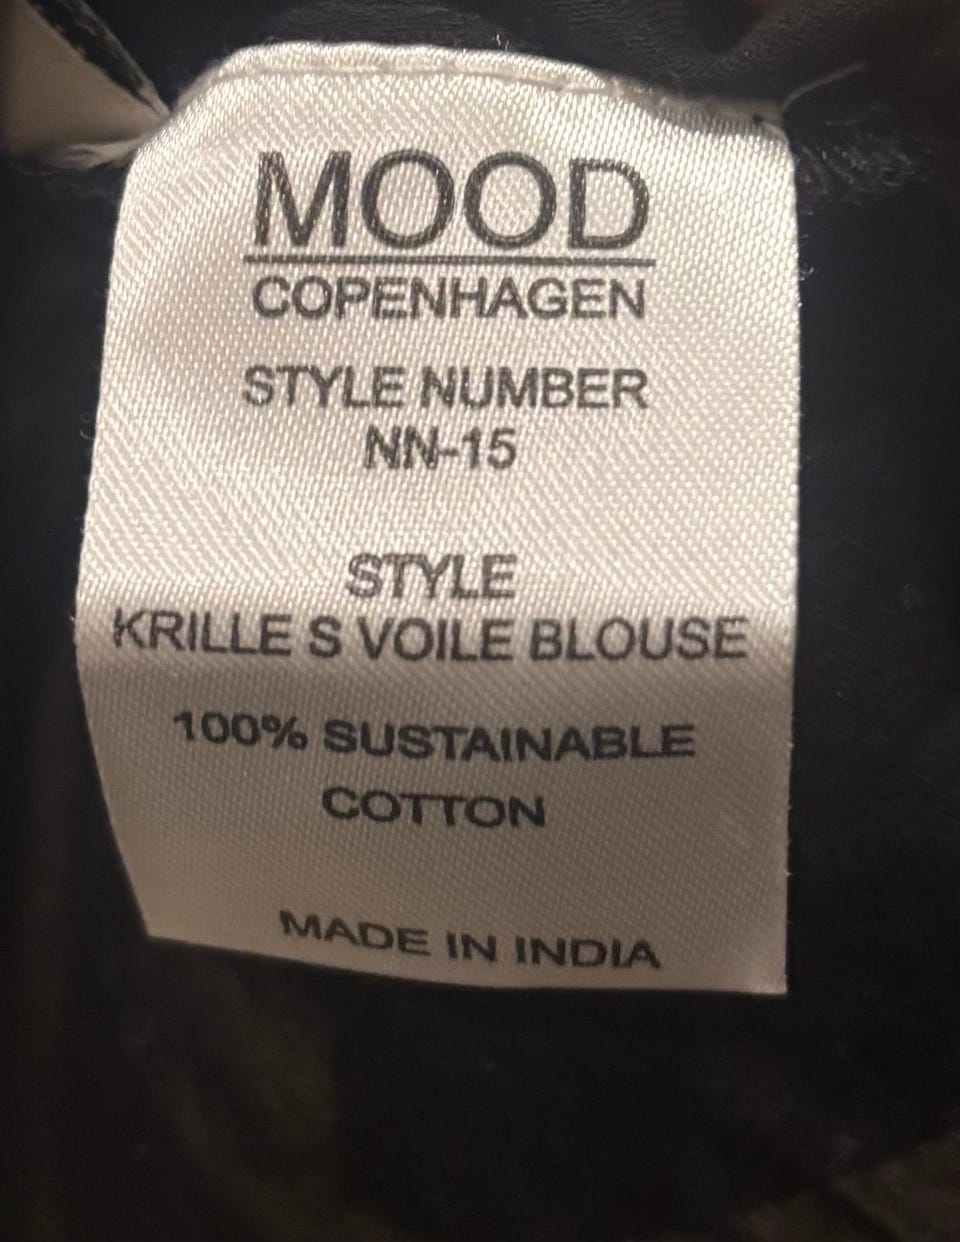 MOOD
COPENHAGEN
STYLE NUMBER
NN-15
STYLE
KRILLE S VOILE BLOUSE
100% SUSTAINABLE
COTTON
MADE IN INDIA